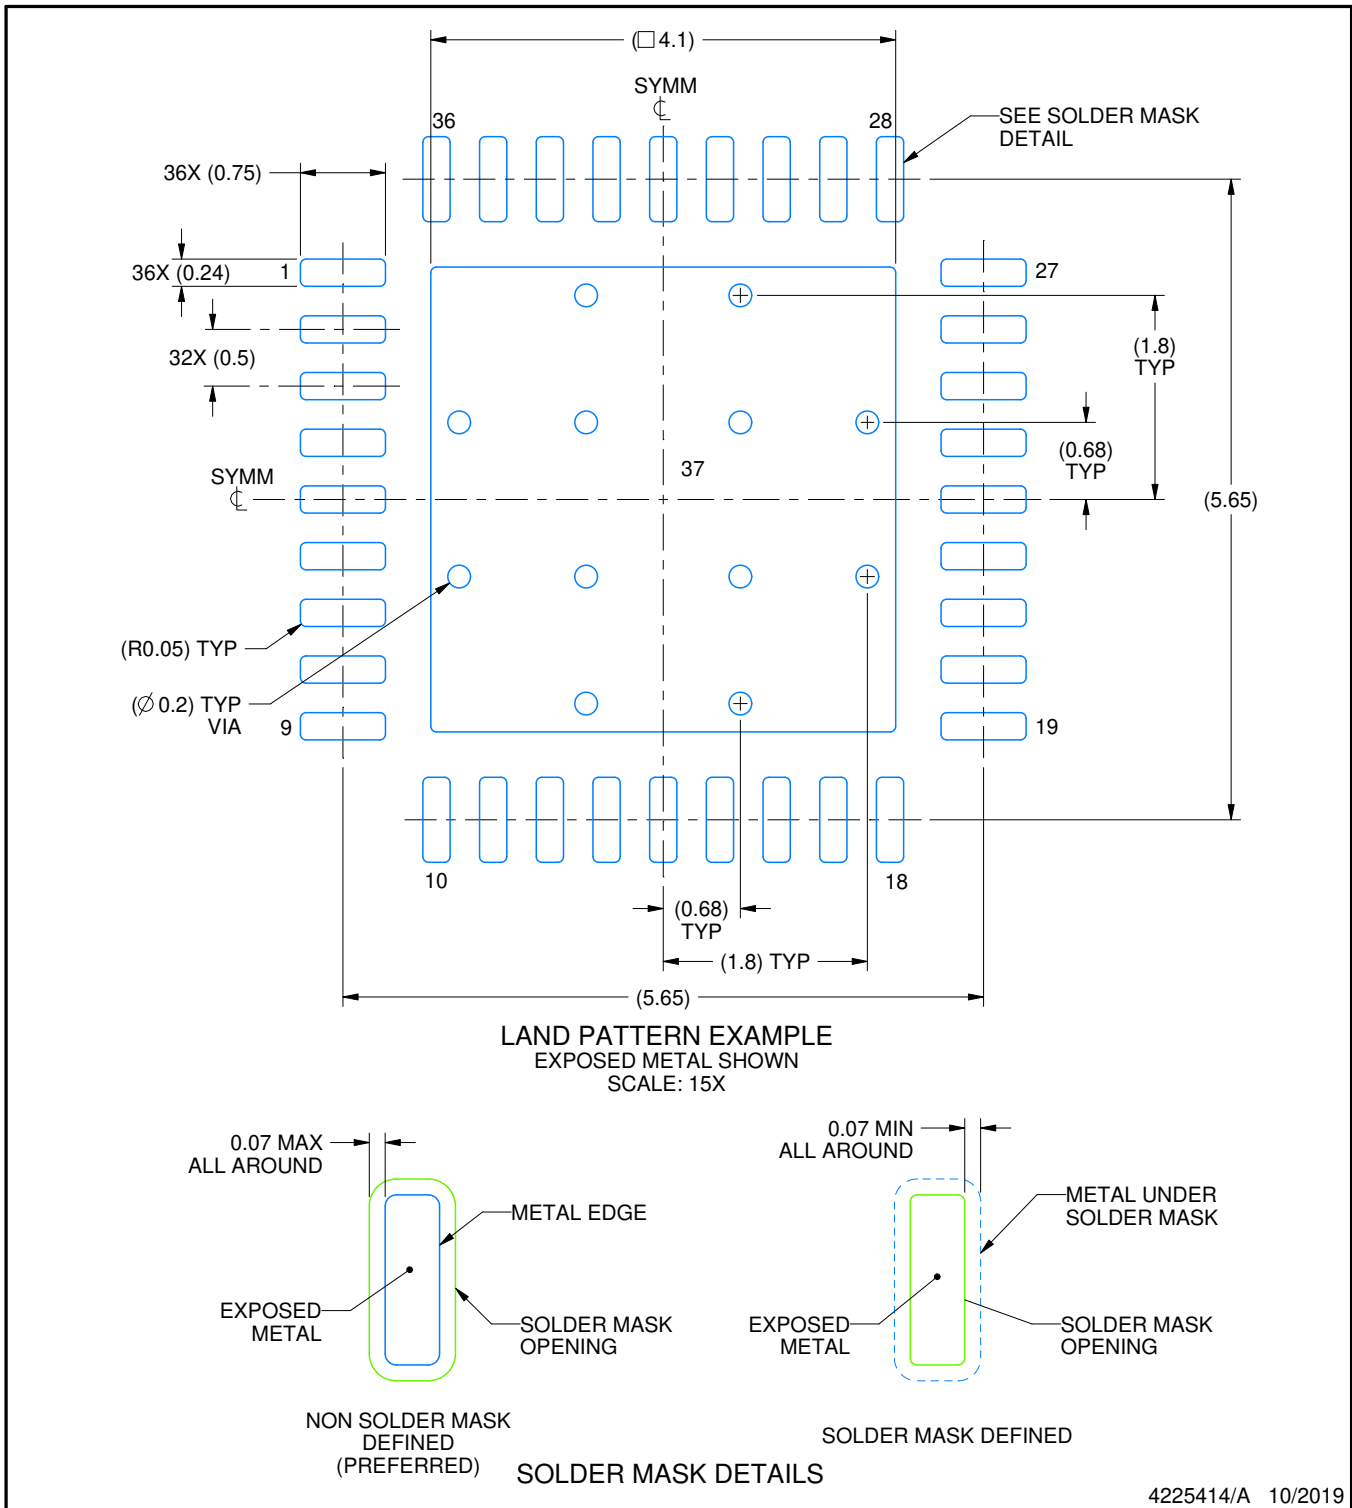 (□ 4.1)
SYMM
℄
36
28
SEE SOLDER MASK
DETAIL
36X (0.75)
36X (0.24)
1
27
32X (0.5)
(1.8)
TYP
(0.68)
TYP
37
SYMM
℄
(5.65)
(R0.05) TYP
(∅ 0.2) TYP
VIA
9
19
10
18
(0.68)
TYP
(1.8) TYP
(5.65)
LAND PATTERN EXAMPLE
EXPOSED METAL SHOWN
SCALE: 15X
0.07 MAX
ALL AROUND
METAL EDGE
EXPOSED
METAL
SOLDER MASK
OPENING
NON SOLDER MASK
DEFINED
(PREFERRED)
0.07 MIN
ALL AROUND
METAL UNDER
SOLDER MASK
EXPOSED
METAL
SOLDER MASK
OPENING
SOLDER MASK DEFINED
SOLDER MASK DETAILS
4225414/A 10/2019